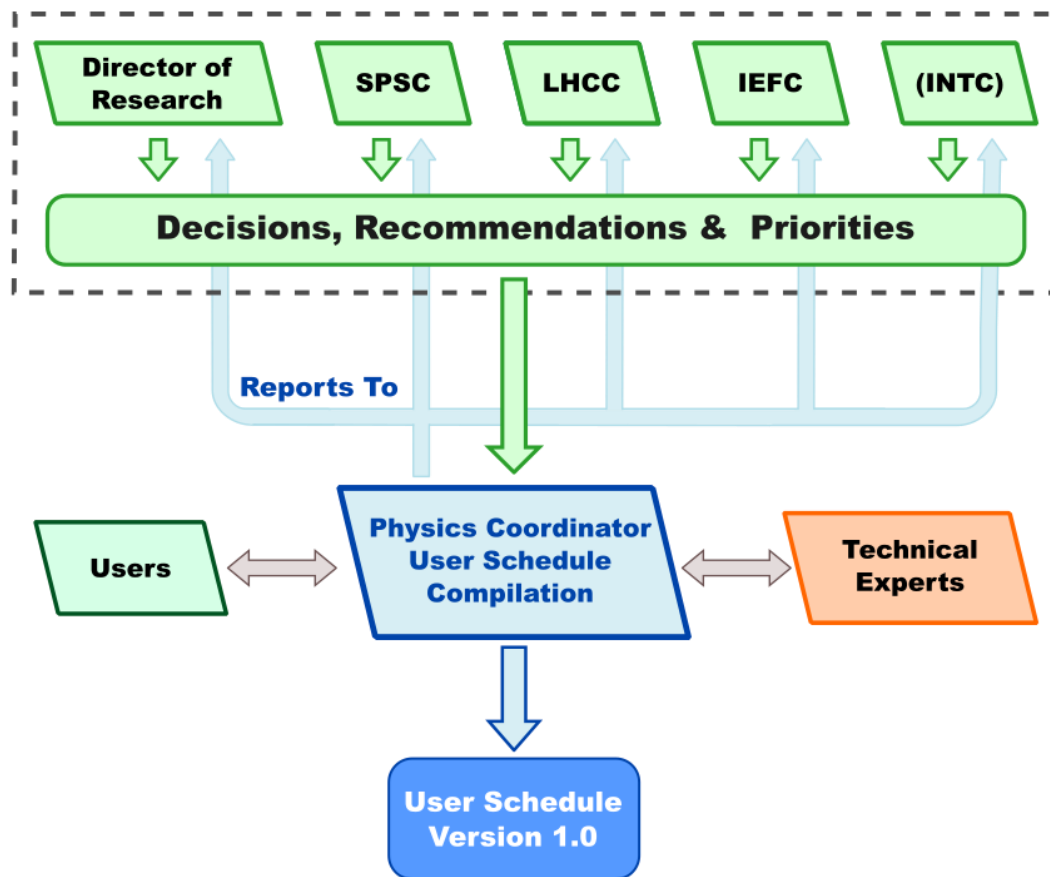 Director of
Research
SPSC
LHCC
IEFC
(INTC)
Decisions, Recommendations & Priorities
Reports To
Physics Coordinator
User Schedule
Compilation
Users
Technical
Experts
User Schedule
Version 1.0